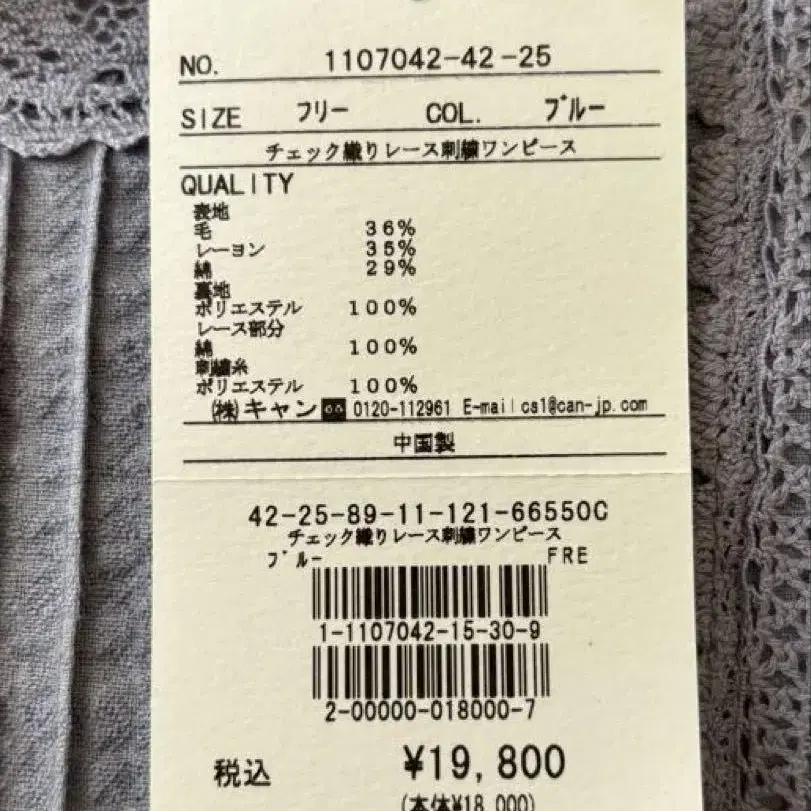 NO. 1107042-42-25
SIZE フリー COL. ブルー
チェック織りレース刺繍ワンピース
QUALITY
表地
毛 36%
レーヨン 35%
綿 29%
裏地
ポリエステル 100%
レース部分
綿 100%
刺繍糸
ポリエステル 100%
(株)キャン 0120-112961 E-mail cs1@can-jp.com
中国製
42-25-89-11-121-66550C
チェック織りレース刺繍ワンピース
ブルー FRE
1-1107042-15-30-9
2-00000-018000-7
税込 ¥19,800
(本体¥18,000)